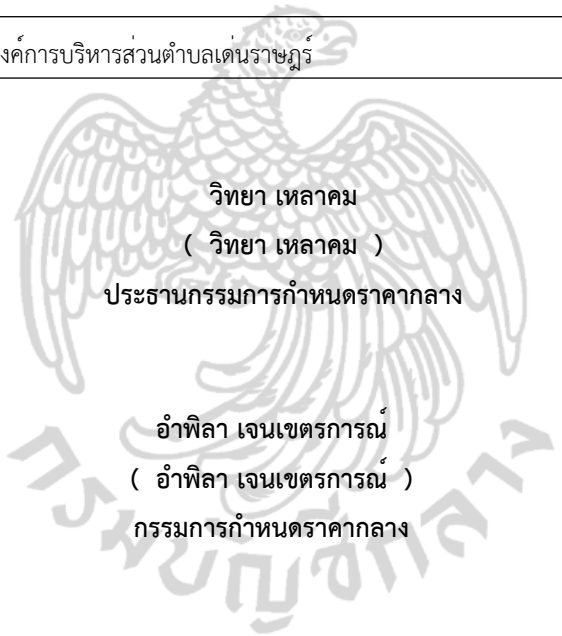 งค์การบริหารส่วนตำบลเด่นราษฎร์
วิทยา เหลาคม
( วิทยา เหลาคม )
ประธานกรรมการกำหนดราคากลาง
อำพิลา เจนเขตรการณ์
( อำพิลา เจนเขตรการณ์ )
กรรมการกำหนดราคากลาง
กรมบัญชีกลาง